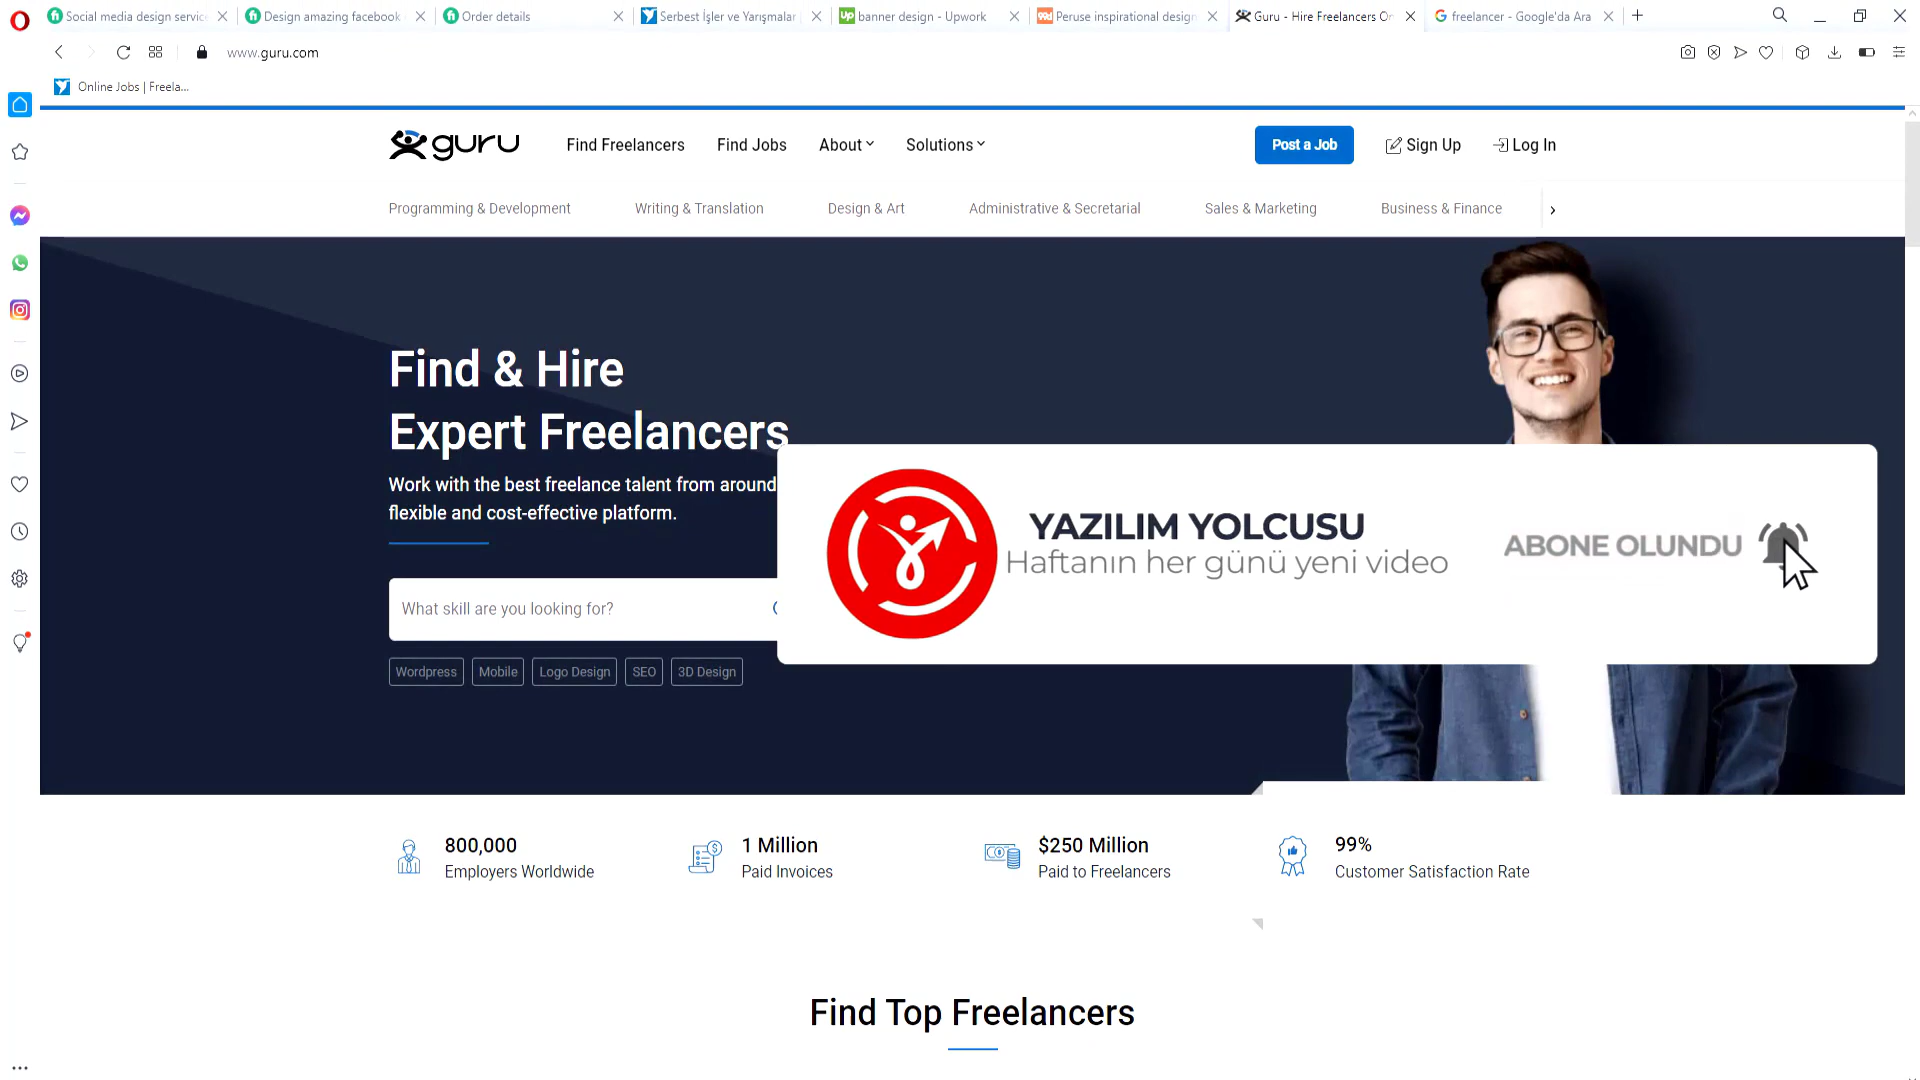 Social media design servic
Design amazing facebook
Order details
Serbest İşler ve Yarışmalar
Up
banner design - Upwork
99d
Peruse inspirational design
Guru - Hire Freelancers On
freelancer - Google'da Ara
www.guru.com
Online Jobs | Freela...
guru
Find Freelancers
Find Jobs
About
Solutions
Post a Job
Sign Up
Log In
Programming & Development
Writing & Translation
Design & Art
Administrative & Secretarial
Sales & Marketing
Business & Finance
Find & Hire
Expert Freelancers
Work with the best freelance talent from around
flexible and cost-effective platform.
YAZILIM YOLCUSU
Haftanın her günü yeni video
ABONE OLUNDU
What skill are you looking for?
Wordpress
Mobile
Logo Design
SEO
3D Design
800,000
Employers Worldwide
1 Million
Paid Invoices
$250 Million
Paid to Freelancers
99%
Customer Satisfaction Rate
Find Top Freelancers